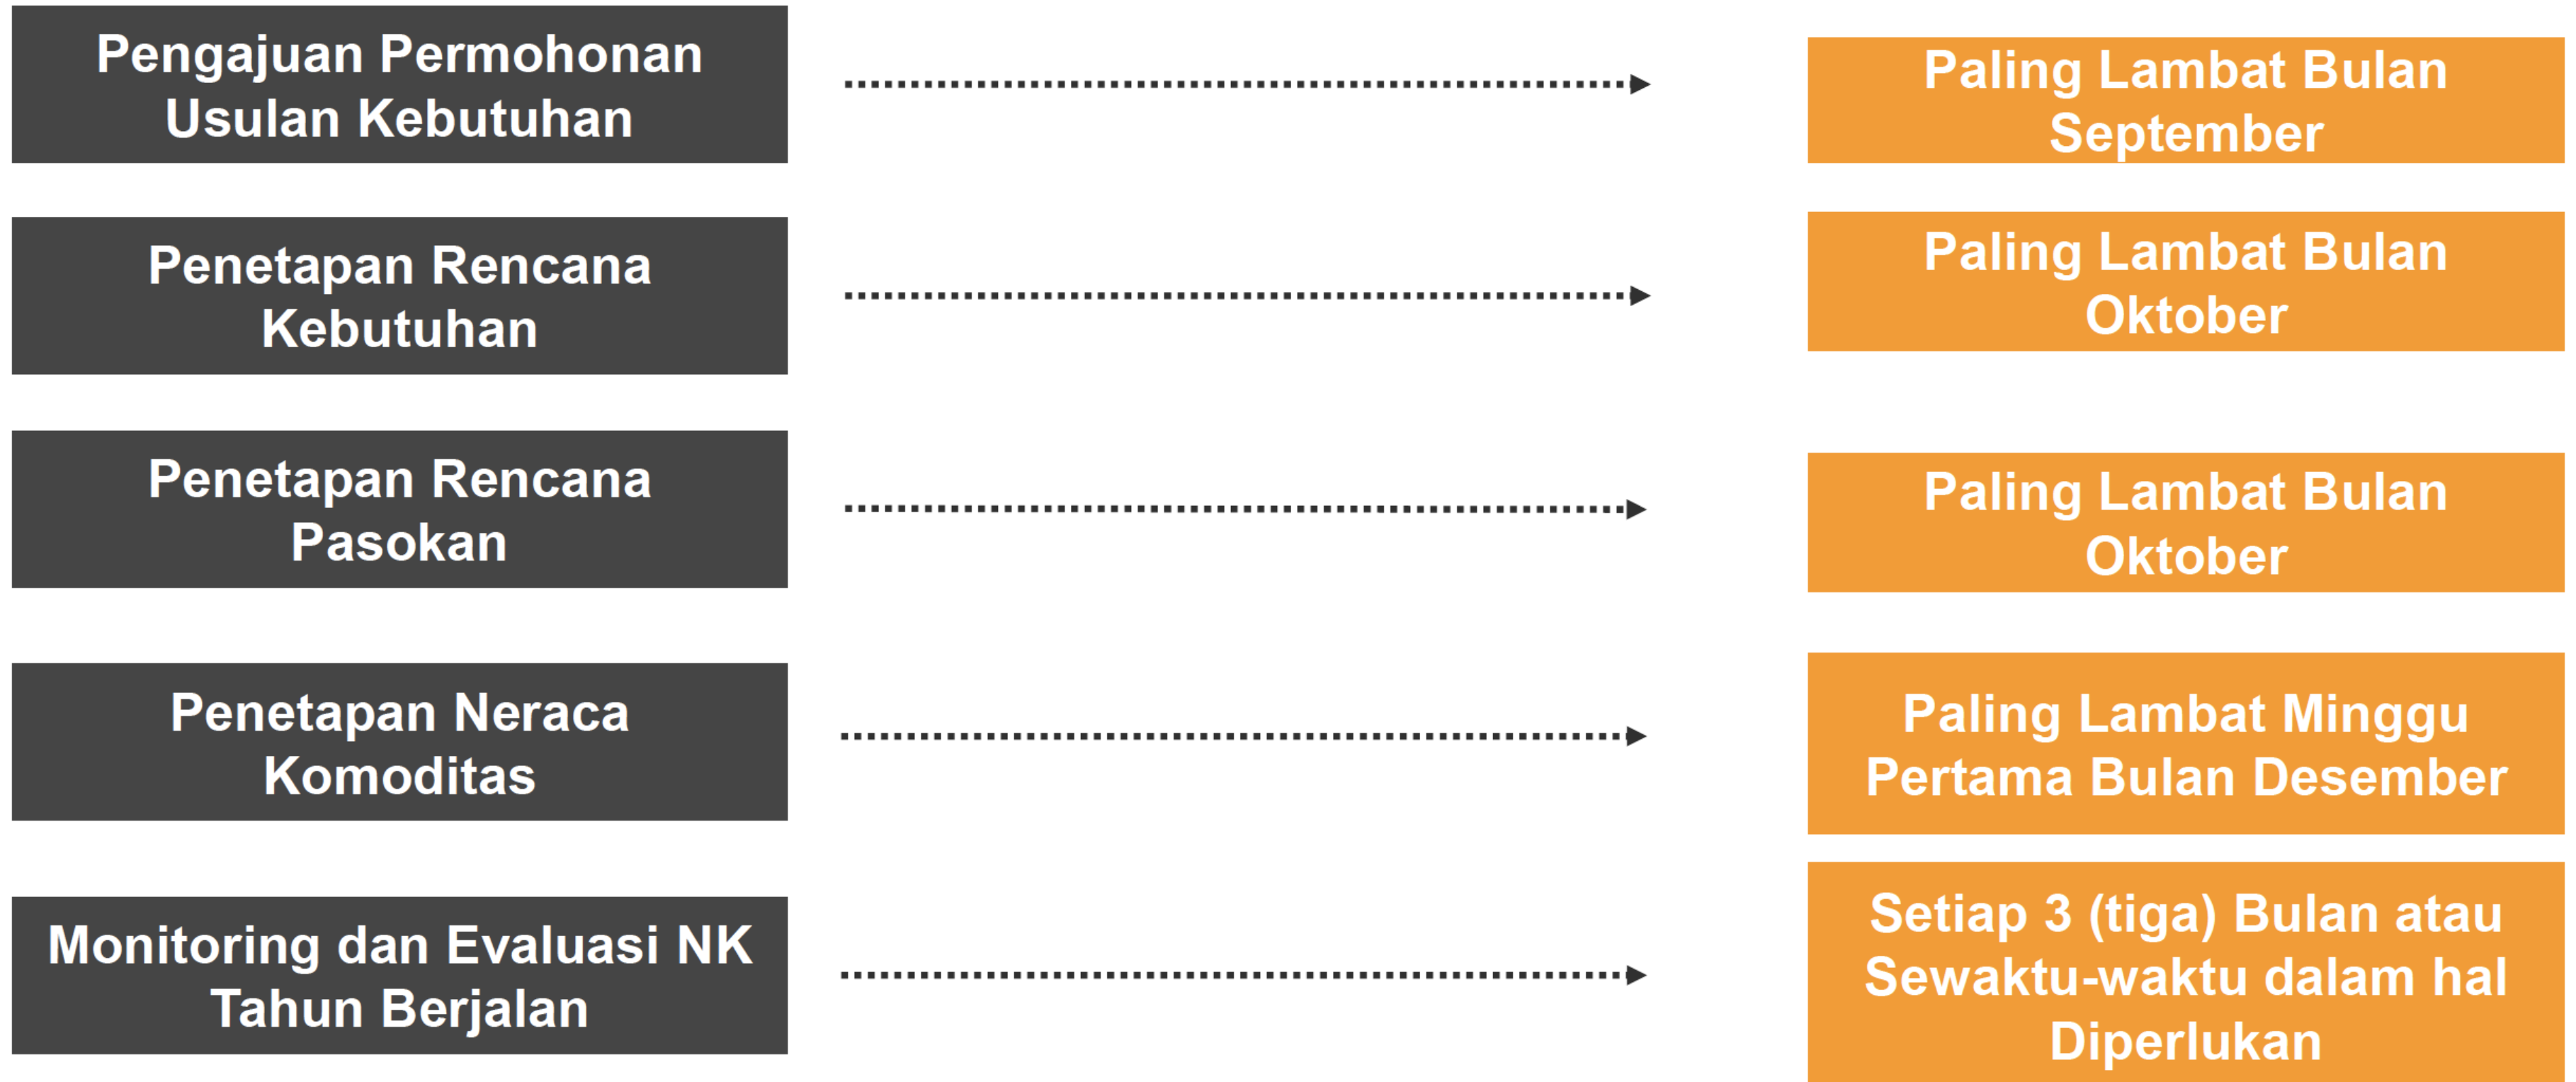 Pengajuan Permohonan
Usulan Kebutuhan
Paling Lambat Bulan
September
Penetapan Rencana
Kebutuhan
Paling Lambat Bulan
Oktober
Penetapan Rencana
Pasokan
Paling Lambat Bulan
Oktober
Penetapan Neraca
Komoditas
Paling Lambat Minggu
Pertama Bulan Desember
Monitoring dan Evaluasi NK
Tahun Berjalan
Setiap 3 (tiga) Bulan atau
Sewaktu-waktu dalam hal
Diperlukan